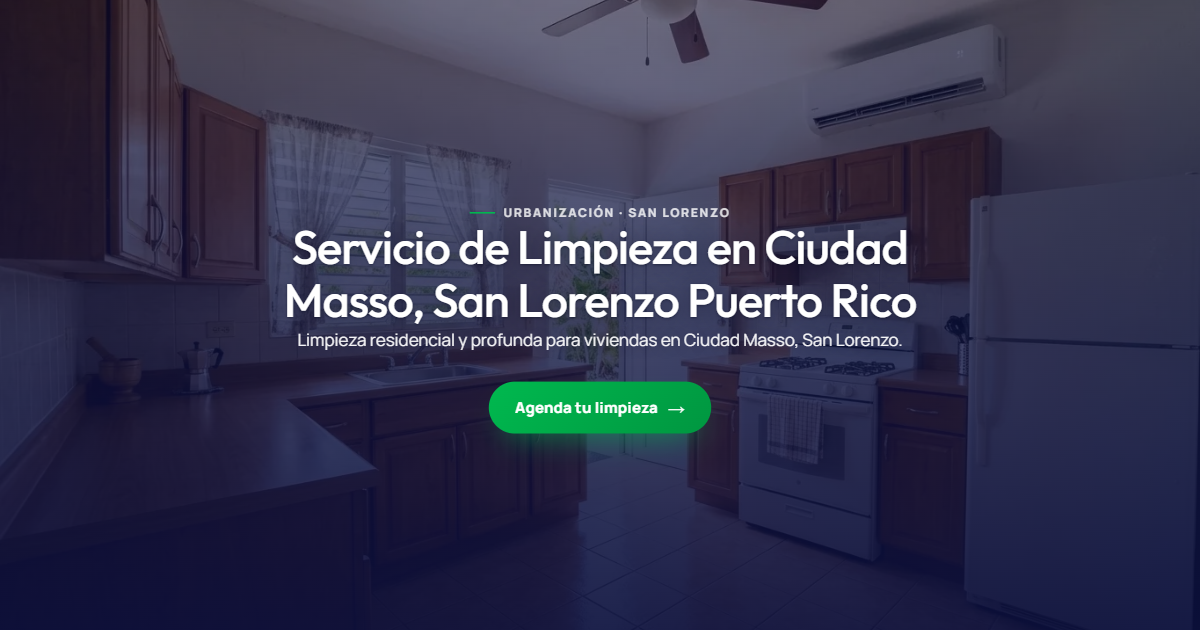 URBANIZACIÓN · SAN LORENZO
Servicio de Limpieza en Ciudad
Masso, San Lorenzo Puerto Rico
Limpieza residencial y profunda para viviendas en Ciudad Masso, San Lorenzo.
Agenda tu limpieza →